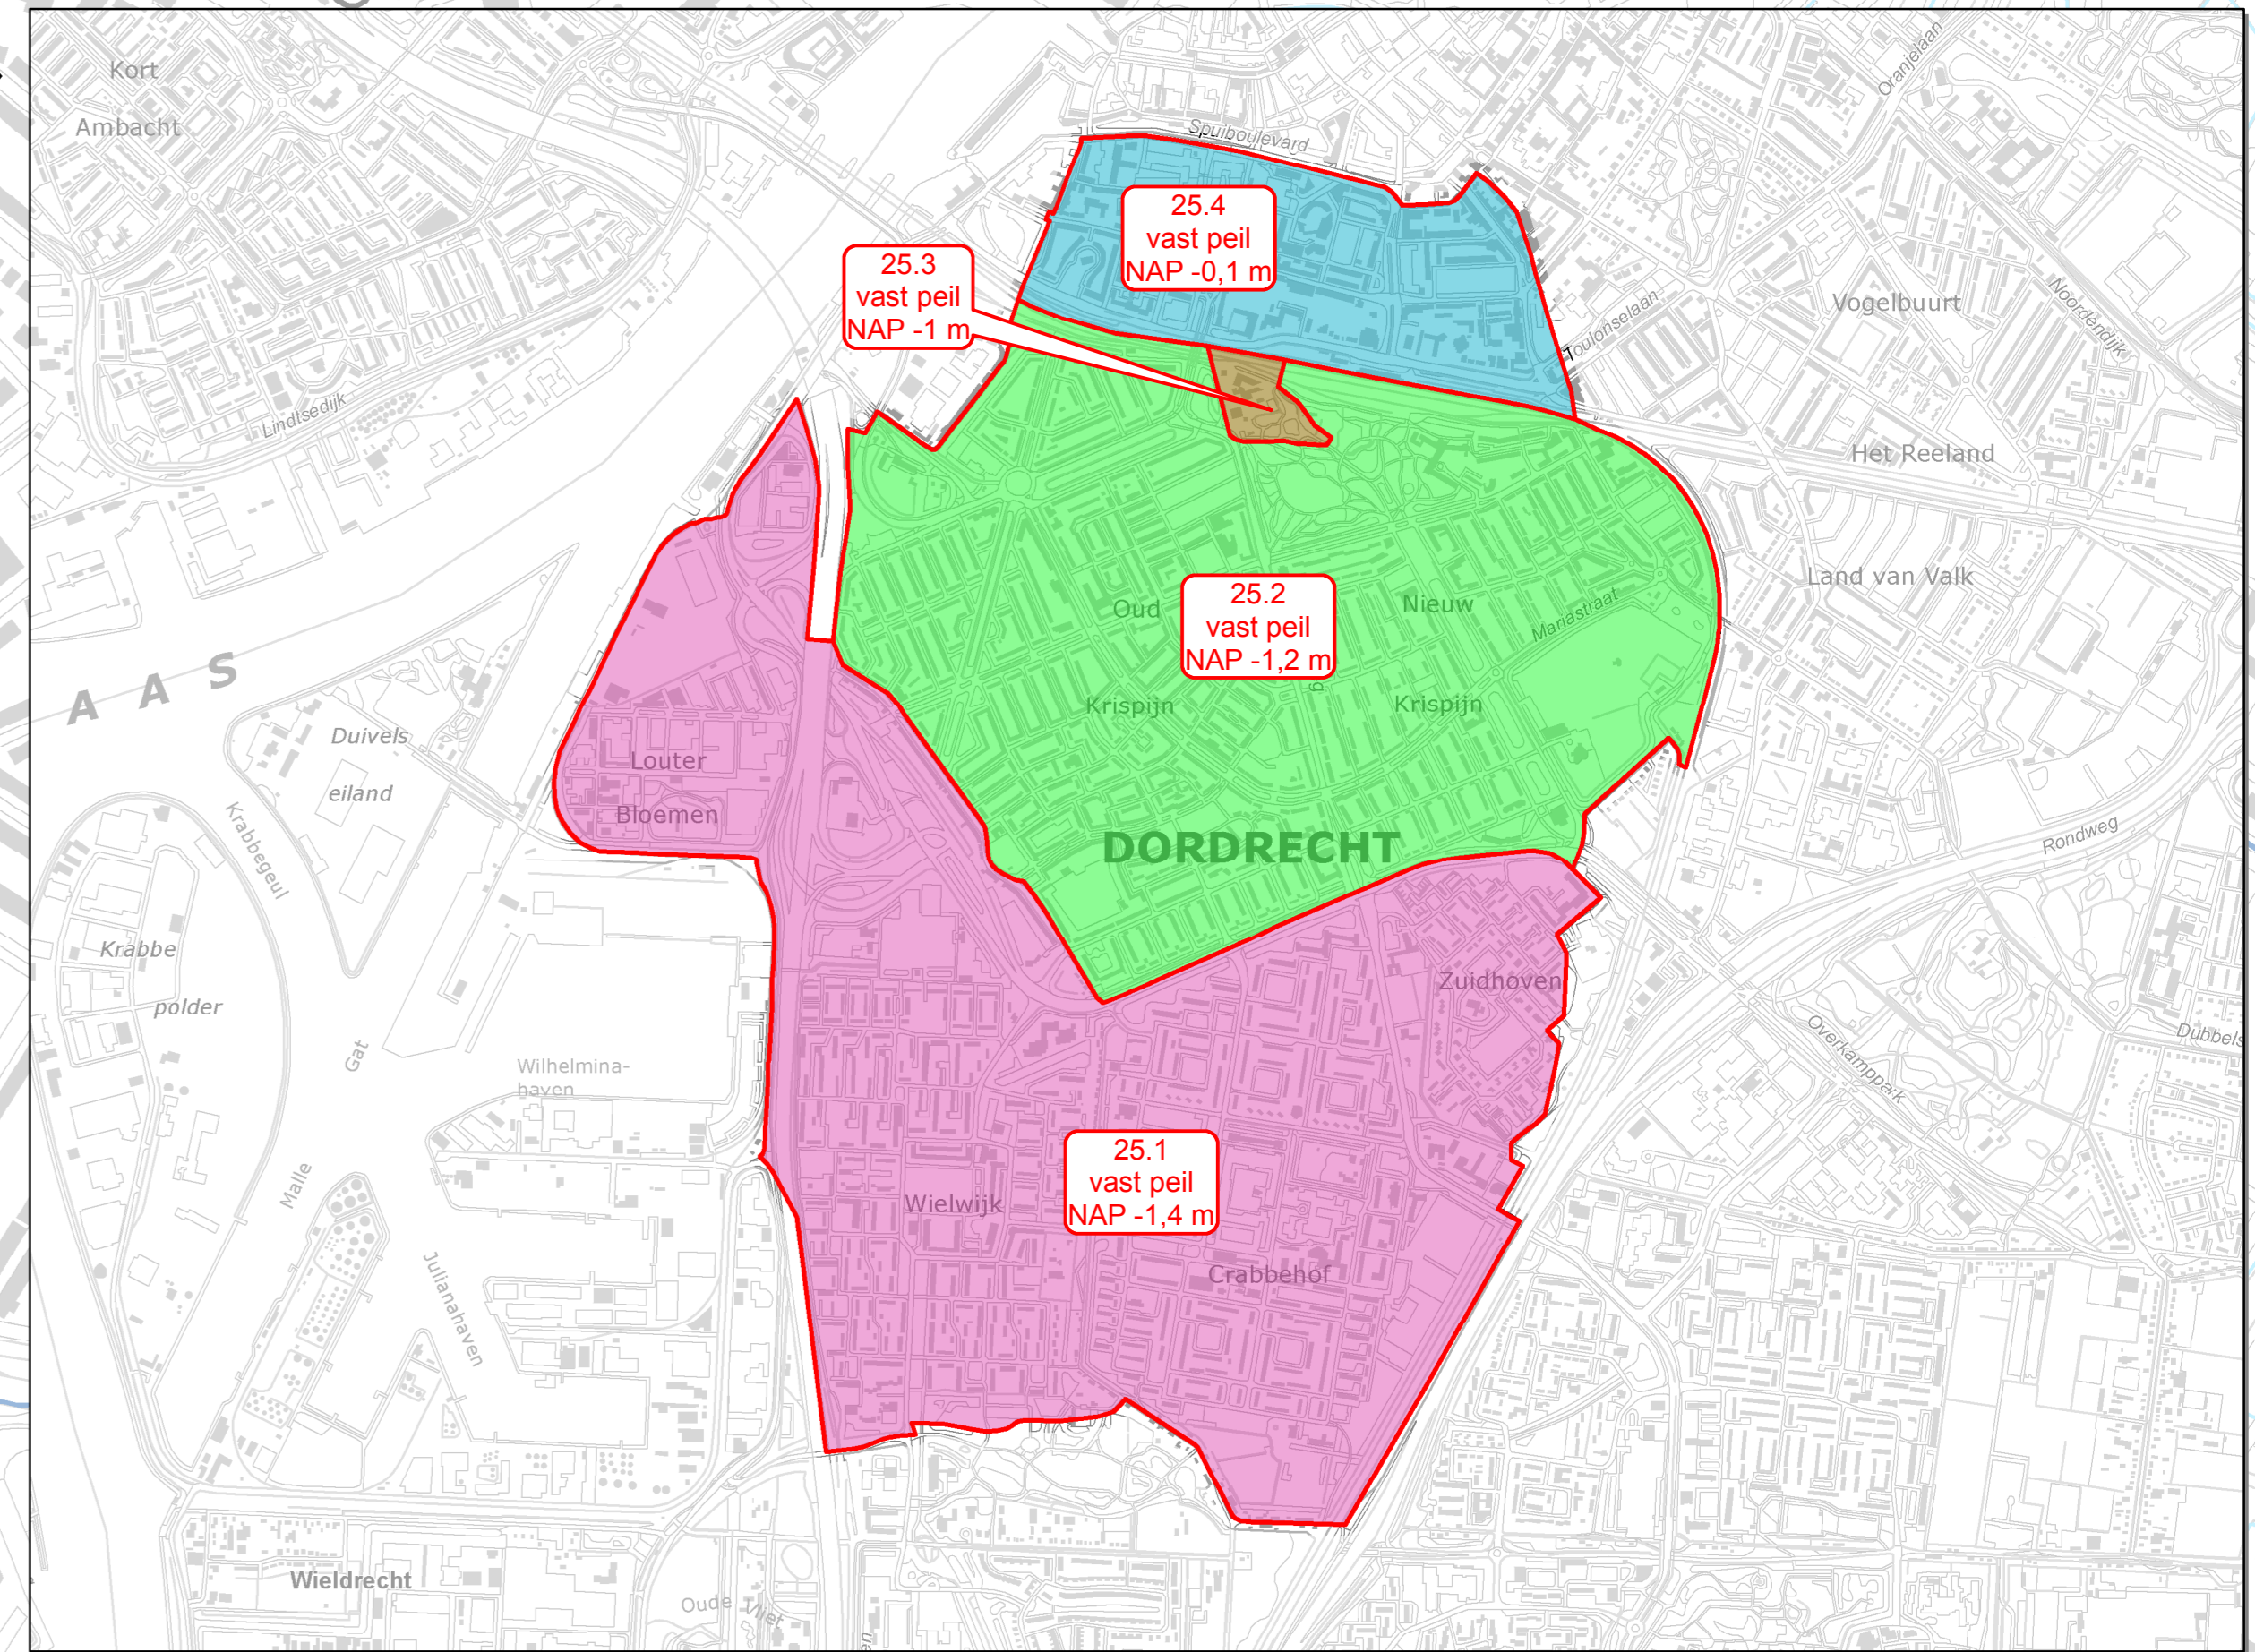 Kort
Ambacht
Oranjelaan
Spuiboulevard
25.4
vast peil
NAP -0,1 m
25.3
vast peil
NAP -1 m
Vogelbuurt
Noordendijk
Toulonselaan
Lindtsedijk
Het Reeland
Land van Valk
25.2
vast peil
NAP -1,2 m
Oud
Nieuw
Mariastraat
Krispijn
Krispijn
A A S
Duivels
eiland
Louter
Bloemen
Krabbegeul
DORDRECHT
Rondweg
Krabbe
polder
Zuidhoven
Gat
Wilhelmina-
haven
Overkamppark
Dubbels
25.1
vast peil
NAP -1,4 m
Malle
Wielwijk
Crabbehof
Julianahaven
Wieldrecht
Oude Vliet
en